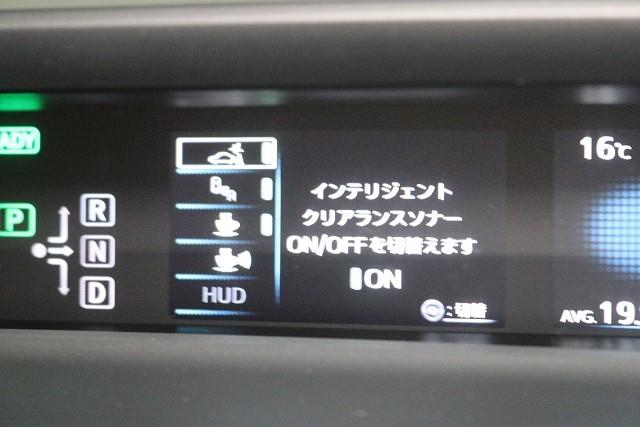 16℃
R
インテリジェント
P
クリアランスソナー
N
ON/OFFを切替えます
D
HUD
ON
:切替
AVG. 19